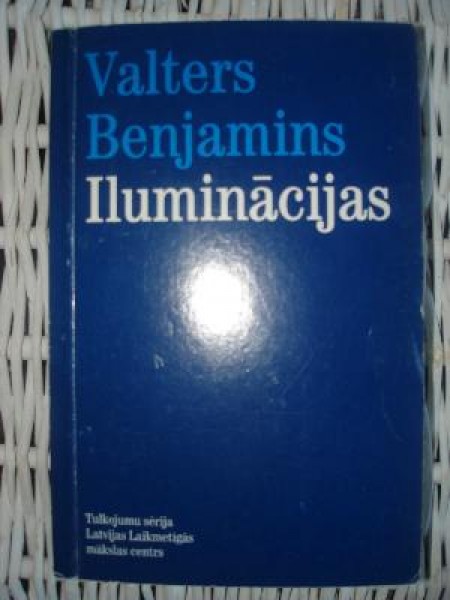 Valters
Benjamins
Iluminācijas
Tulkojumu sērija
Latvijas Laikmetīgās
mākslas centrs